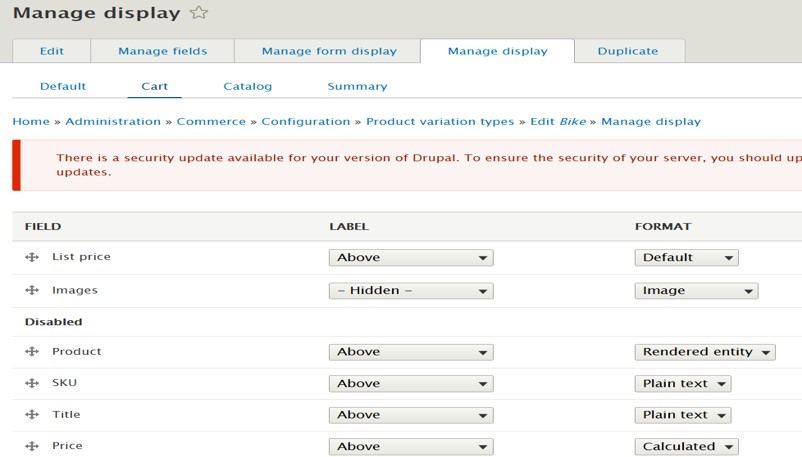 Manage display
Edit Manage fields Manage form display Manage display Duplicate
Default Cart Catalog Summary
Home » Administration » Commerce » Configuration » Product variation types » Edit Bike » Manage display
There is a security update available for your version of Drupal. To ensure the security of your server, you should up
updates.
FIELD LABEL FORMAT
List price Above Default
Images - Hidden - Image
Disabled
Product Above Rendered entity
SKU Above Plain text
Title Above Plain text
Price Above Calculated